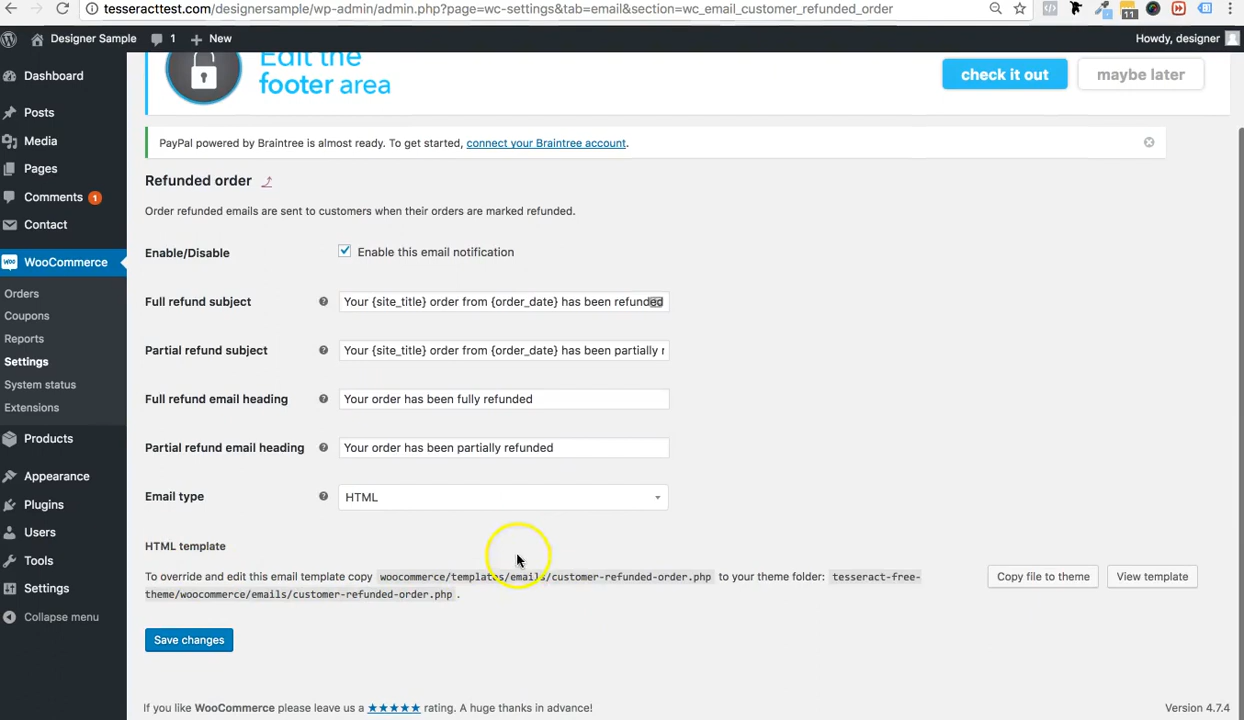 tesseracttest.com/designersample/wp-admin/admin.php?page=wc-settings&tab=email&section=wc_email_customer_refunded_order
11
Designer Sample 1 New Howdy, designer
Dashboard
Posts
Media
Pages
Comments 1
Contact
WooCommerce
Orders
Coupons
Reports
Settings
System status
Extensions
Products
Appearance
Plugins
Users
Tools
Settings
Collapse menu
Edit the
footer area
check it out maybe later
PayPal powered by Braintree is almost ready. To get started, connect your Braintree account.
Refunded order
Order refunded emails are sent to customers when their orders are marked refunded.
Enable/Disable Enable this email notification
Full refund subject ? Your {site_title} order from {order_date} has been refunded
Partial refund subject ? Your {site_title} order from {order_date} has been partially r
Full refund email heading ? Your order has been fully refunded
Partial refund email heading ? Your order has been partially refunded
Email type ? HTML
HTML template
To override and edit this email template copy woocommerce/templates/emails/customer-refunded-order.php to your theme folder: tesseract-free-
theme/woocommerce/emails/customer-refunded-order.php .
Copy file to theme View template
Save changes
If you like WooCommerce please leave us a ★★★★★ rating. A huge thanks in advance! Version 4.7.4